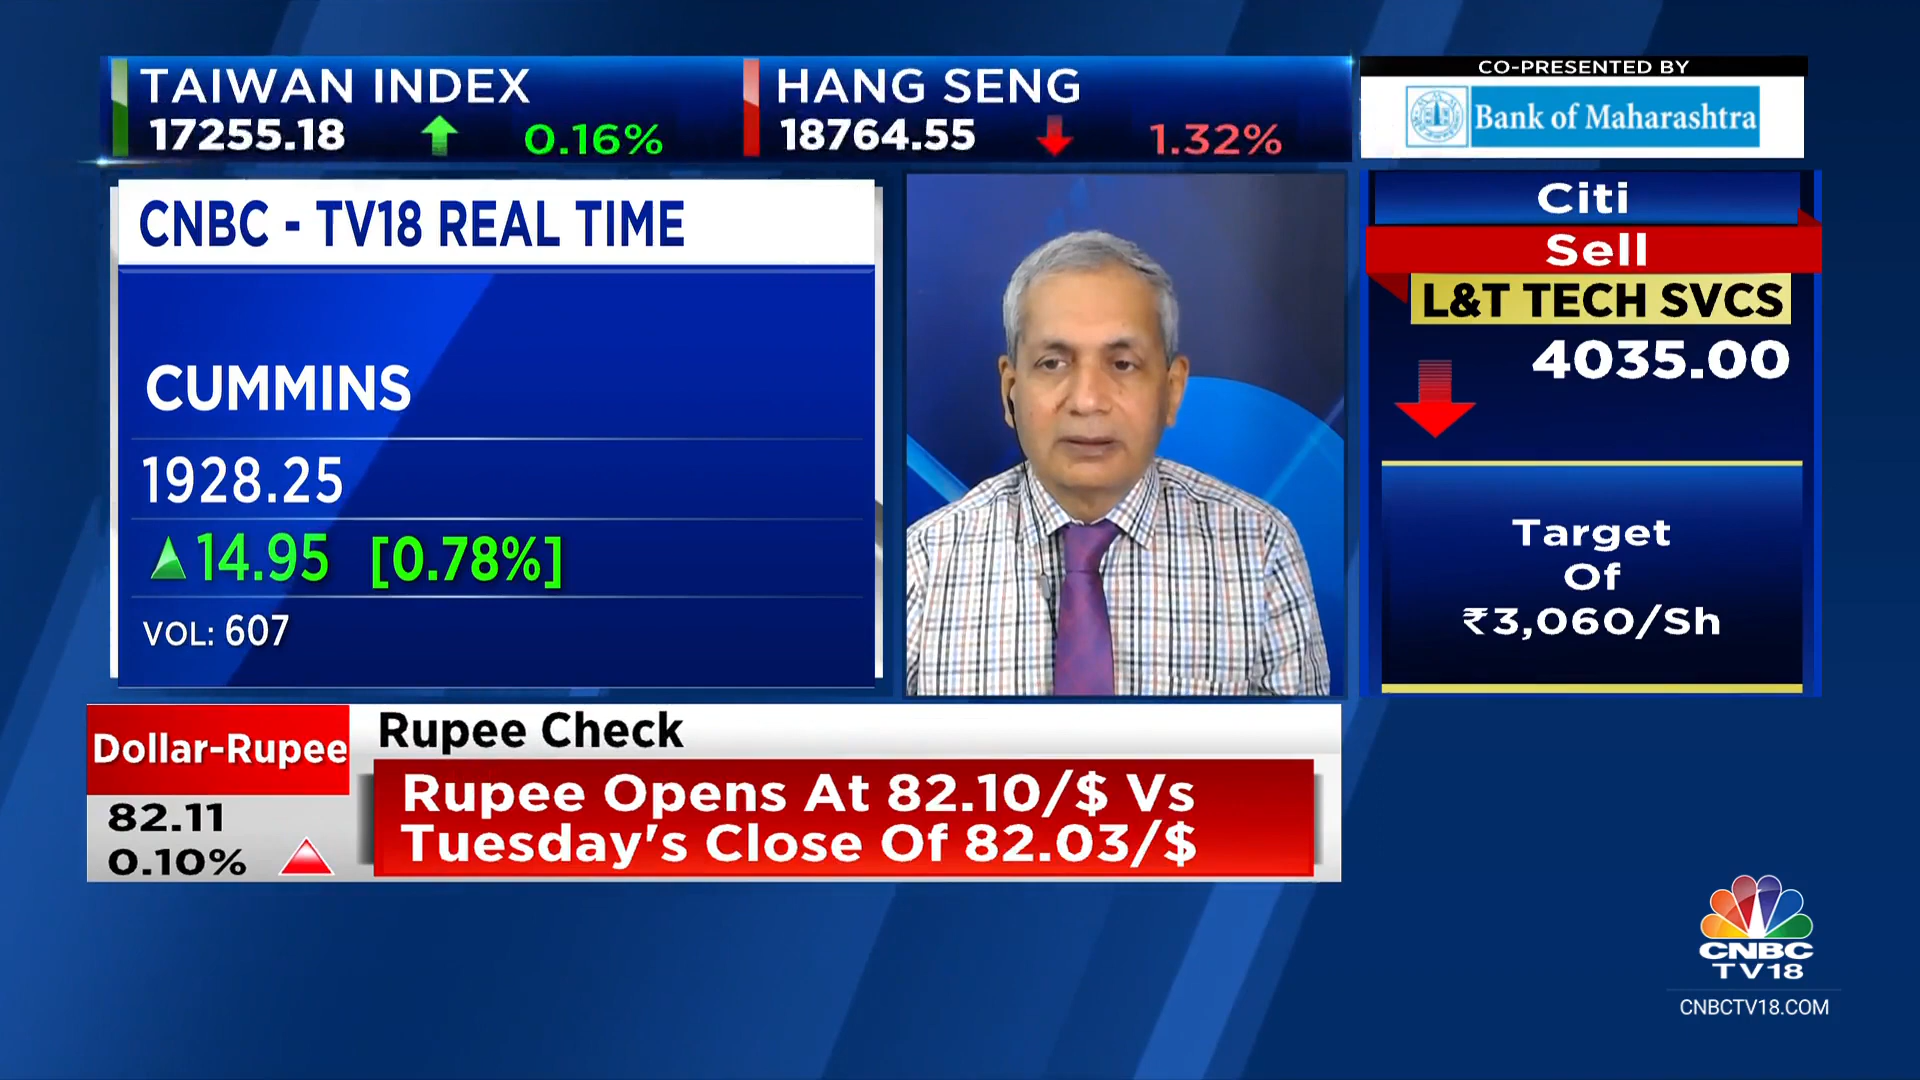 TAIWAN INDEX
17255.18 0.16%
HANG SENG
18764.55 1.32%
CO-PRESENTED BY
Bank of Maharashtra
CNBC - TV18 REAL TIME
CUMMINS
1928.25
14.95 [0.78%]
VOL: 607
Citi
Sell
L&T TECH SVCS
4035.00
Target
Of
₹3,060/Sh
Dollar-Rupee
82.11
0.10%
Rupee Check
Rupee Opens At 82.10/$ Vs
Tuesday's Close Of 82.03/$
CNBC
TV18
CNBCTV18.COM